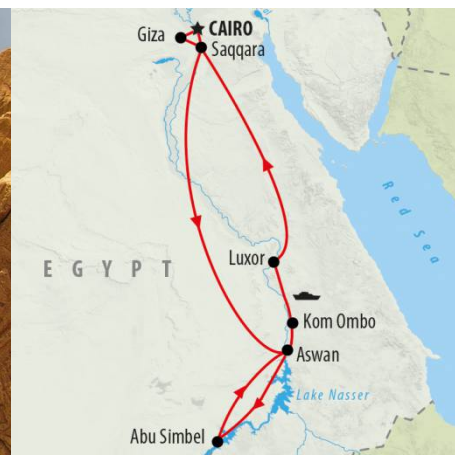 Giza
CAIRO
Saqqara
Red Sea
Luxor
EGYPT
Kom Ombo
Aswan
Lake Nasser
Abu Simbel